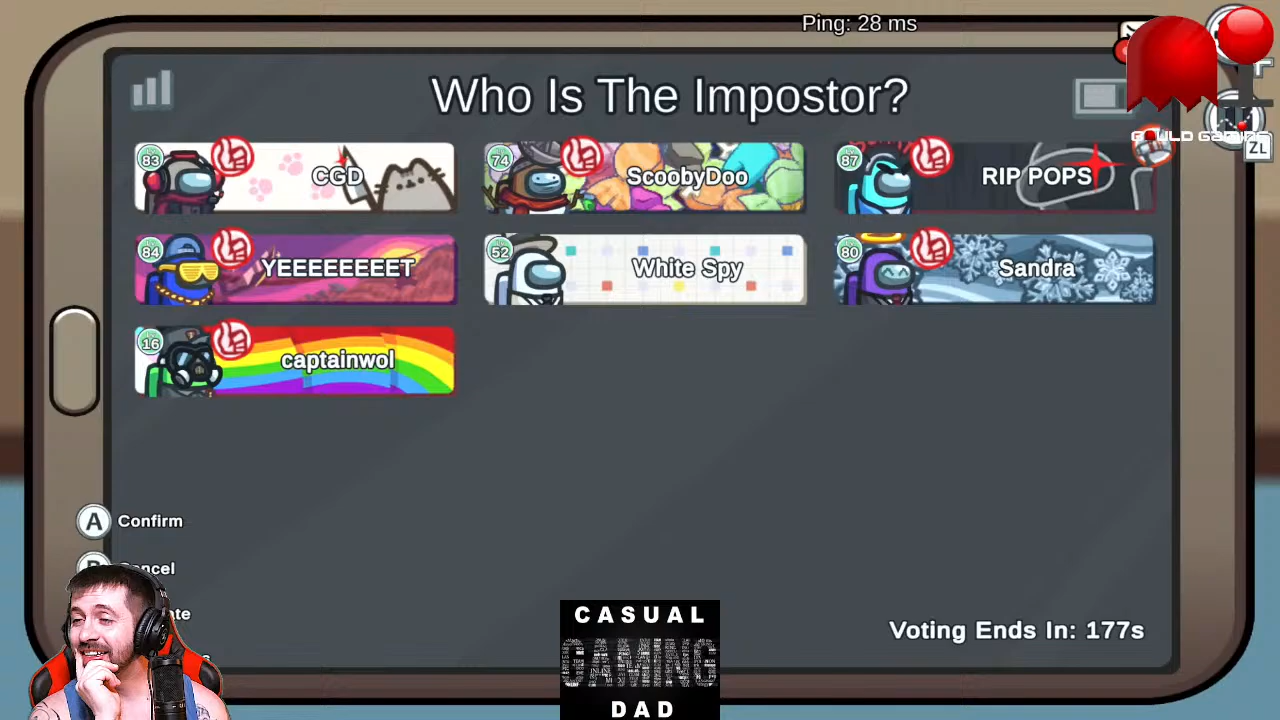 Ping: 28 ms
Who Is The Impostor?
83 CGD
74 ScoobyDoo
87 RIP POPS
84 YEEEEEEEET
52 White Spy
80 Sandra
16 captainwol
ZL
A Confirm
Voting Ends In: 177s
CASUAL
GAMING
DAD